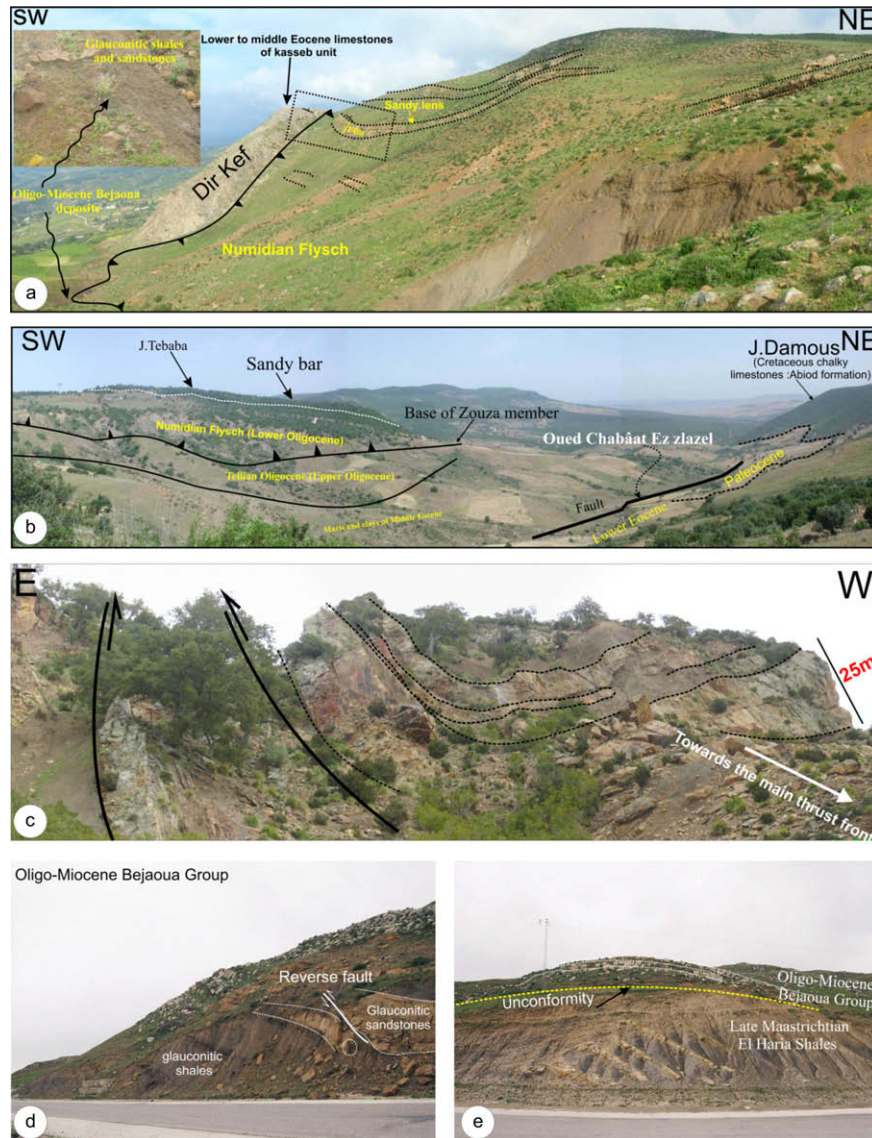 SW
NE
Glauconitic shales
and sandstones
Lower to middle Eocene limestones
of kasseb unit
Sandy lens
Dir Kef
Oligo-Miocene Bejaoua
deposite
Numidian Flysch
a
SW
NE
J.Tebaba
Sandy bar
J.Damous
(Cretaceous chalky
limestones :Abiod formation)
Base of Zouza member
Numidian Flysch (Lower Oligocene)
Oued Chabâat Ez zlazel
Tellian Oligocene (Upper Oligocene)
Paleocene
Fault
Lower Eocene
Marls and clays of Middle Eocene
b
E
W
25m
Towards the main thrust front
c
Oligo-Miocene Bejaoua Group
Reverse fault
Glauconitic
sandstones
glauconitic
shales
d
Oligo-Miocene
Bejaoua Group
Unconformity
Late Maastrichtian
El Haria Shales
e